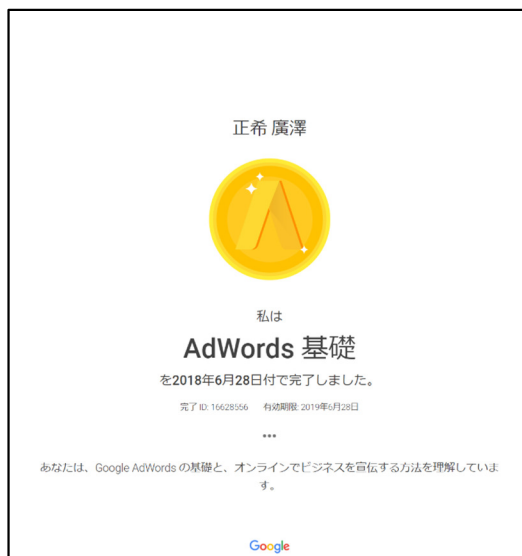 正希 廣澤
私は
AdWords 基礎
を2018年6月28日付で完了しました。
完了 ID: 16628556 有効期限: 2019年6月28日
•••
あなたは、Google AdWords の基礎と、オンラインでビジネスを宣伝する方法を理解していま
す。
Google